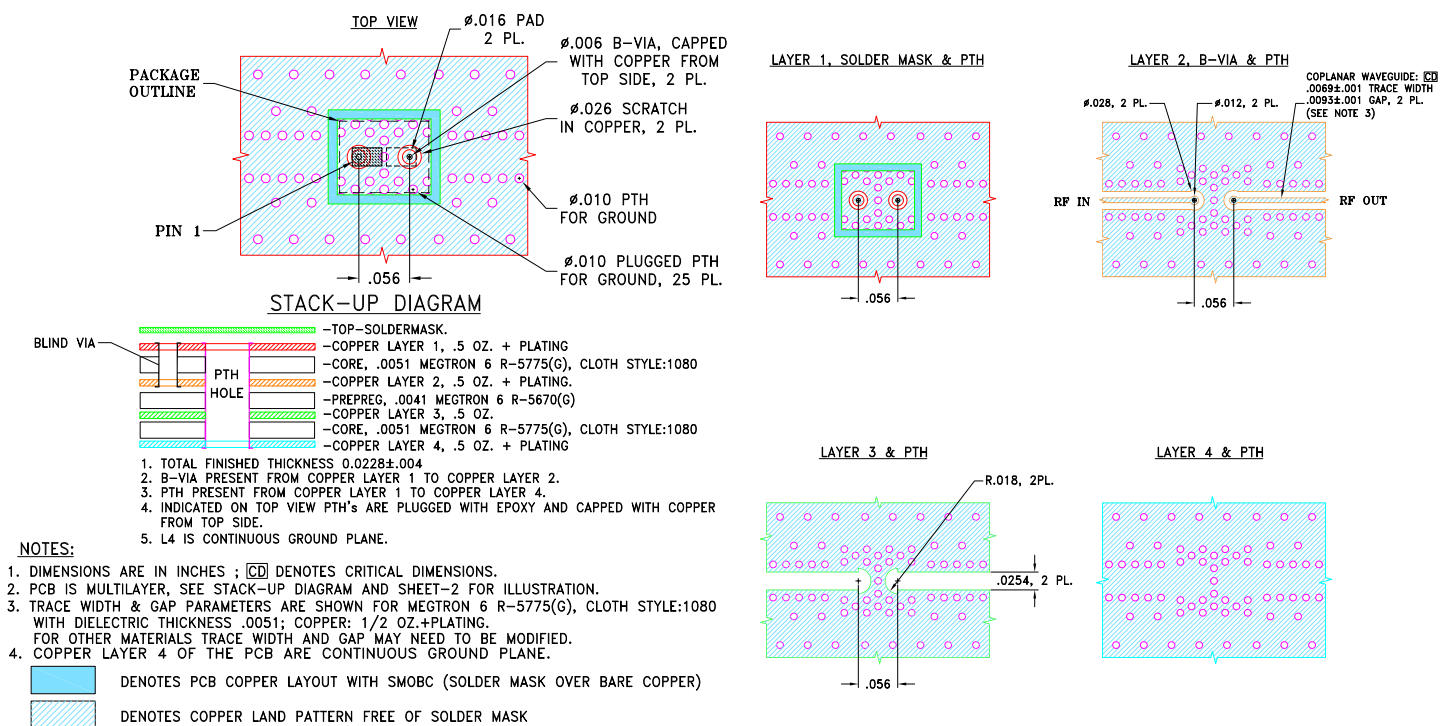 TOP VIEW
Ø.016 PAD
2 PL.
Ø.006 B-VIA, CAPPED
WITH COPPER FROM
TOP SIDE, 2 PL.
PACKAGE
OUTLINE
Ø.026 SCRATCH
IN COPPER, 2 PL.
Ø.010 PTH
FOR GROUND
PIN 1
Ø.010 PLUGGED PTH
FOR GROUND, 25 PL.
.056
LAYER 1, SOLDER MASK & PTH
.056
LAYER 2, B-VIA & PTH
COPLANAR WAVEGUIDE: CD
.0069±.001 TRACE WIDTH
.0093±.001 GAP, 2 PL.
(SEE NOTE 3)
Ø.028, 2 PL.
Ø.012, 2 PL.
RF IN
RF OUT
.056
STACK-UP DIAGRAM
BLIND VIA
PTH
HOLE
-TOP-SOLDERMASK.
-COPPER LAYER 1, .5 OZ. + PLATING
-CORE, .0051 MEGTRON 6 R-5775(G), CLOTH STYLE:1080
-COPPER LAYER 2, .5 OZ. + PLATING.
-PREPREG, .0041 MEGTRON 6 R-5670(G)
-COPPER LAYER 3, .5 OZ.
-CORE, .0051 MEGTRON 6 R-5775(G), CLOTH STYLE:1080
-COPPER LAYER 4, .5 OZ. + PLATING
1. TOTAL FINISHED THICKNESS 0.0228±.004
2. B-VIA PRESENT FROM COPPER LAYER 1 TO COPPER LAYER 2.
3. PTH PRESENT FROM COPPER LAYER 1 TO COPPER LAYER 4.
4. INDICATED ON TOP VIEW PTH's ARE PLUGGED WITH EPOXY AND CAPPED WITH COPPER
FROM TOP SIDE.
5. L4 IS CONTINUOUS GROUND PLANE.
LAYER 3 & PTH
R.018, 2PL.
.0254, 2 PL.
.056
LAYER 4 & PTH
NOTES:
1. DIMENSIONS ARE IN INCHES ; CD DENOTES CRITICAL DIMENSIONS.
2. PCB IS MULTILAYER, SEE STACK-UP DIAGRAM AND SHEET-2 FOR ILLUSTRATION.
3. TRACE WIDTH & GAP PARAMETERS ARE SHOWN FOR MEGTRON 6 R-5775(G), CLOTH STYLE:1080
WITH DIELECTRIC THICKNESS .0051; COPPER: 1/2 OZ.+PLATING.
FOR OTHER MATERIALS TRACE WIDTH AND GAP MAY NEED TO BE MODIFIED.
4. COPPER LAYER 4 OF THE PCB ARE CONTINUOUS GROUND PLANE.
DENOTES PCB COPPER LAYOUT WITH SMOBC (SOLDER MASK OVER BARE COPPER)
DENOTES COPPER LAND PATTERN FREE OF SOLDER MASK